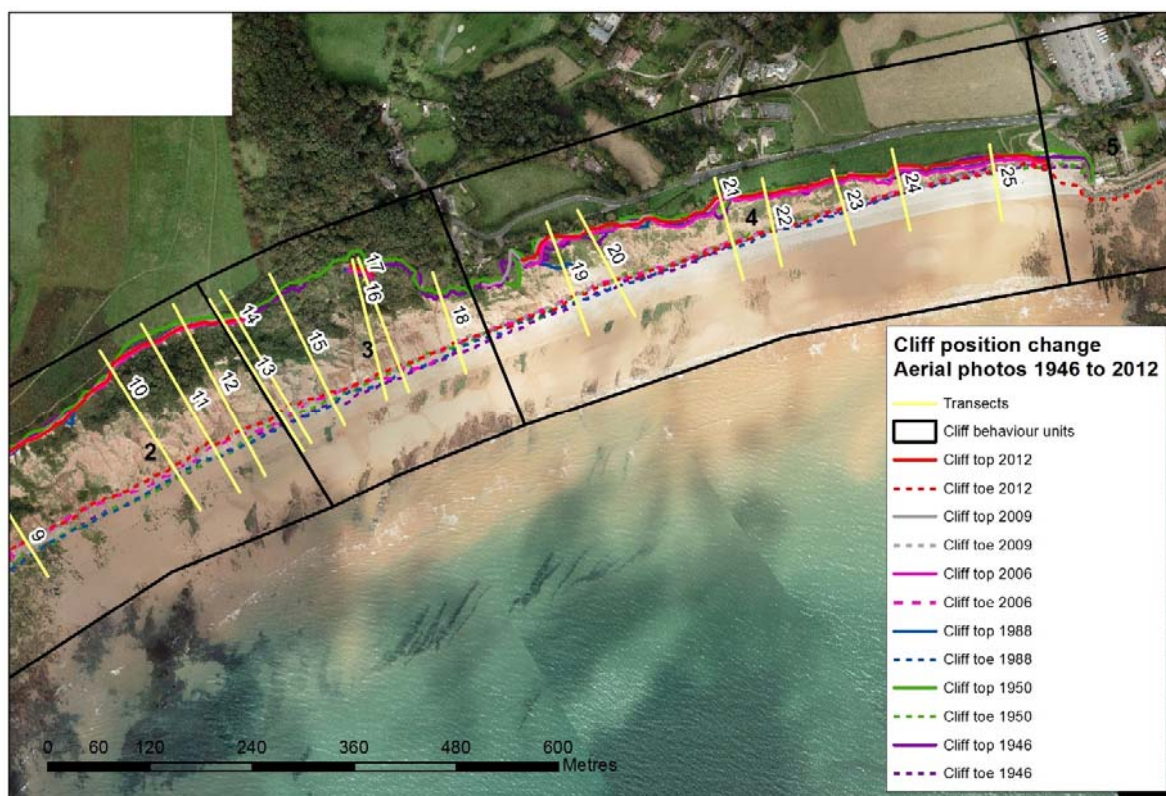 5
21
24
25
4
22
23
17
14
16
20
19
18
15
3
13
12
11
10
2
9
Cliff position change
Aerial photos 1946 to 2012
Transects
Cliff behaviour units
Cliff top 2012
Cliff toe 2012
Cliff top 2009
Cliff toe 2009
Cliff top 2006
Cliff toe 2006
Cliff top 1988
Cliff toe 1988
Cliff top 1950
Cliff toe 1950
Cliff top 1946
Cliff toe 1946
0 60 120 240 360 480 600
Metres